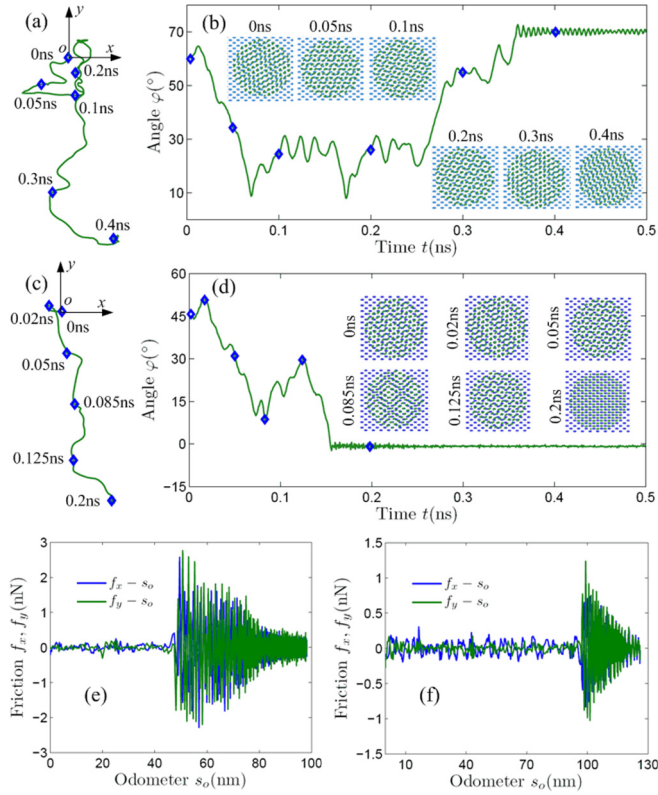 (a)
y
0ns
o
x
0.2ns
0.05ns
0.1ns
0.3ns
0.4ns
(b)
70
50
30
10
Angle φ(°)
0ns
0.05ns
0.1ns
0.2ns
0.3ns
0.4ns
0
0.1
0.2
0.3
0.4
0.5
Time t(ns)
(c)
y
o
x
0.02ns
0ns
0.05ns
0.085ns
0.125ns
0.2ns
(d)
60
45
30
15
0
−15
Angle φ(°)
0ns
0.02ns
0.05ns
0.085ns
0.125ns
0.2ns
0
0.1
0.2
0.3
0.4
0.5
Time t(ns)
3
2
1
0
−1
−2
−3
Friction fx, fy(nN)
fx − so
fy − so
(e)
0
20
40
60
80
100
Odometer so(nm)
1.5
1
0.5
0
−0.5
−1
−1.5
Friction fx, fy(nN)
fx − so
fy − so
(f)
10
40
70
100
130
Odometer so(nm)